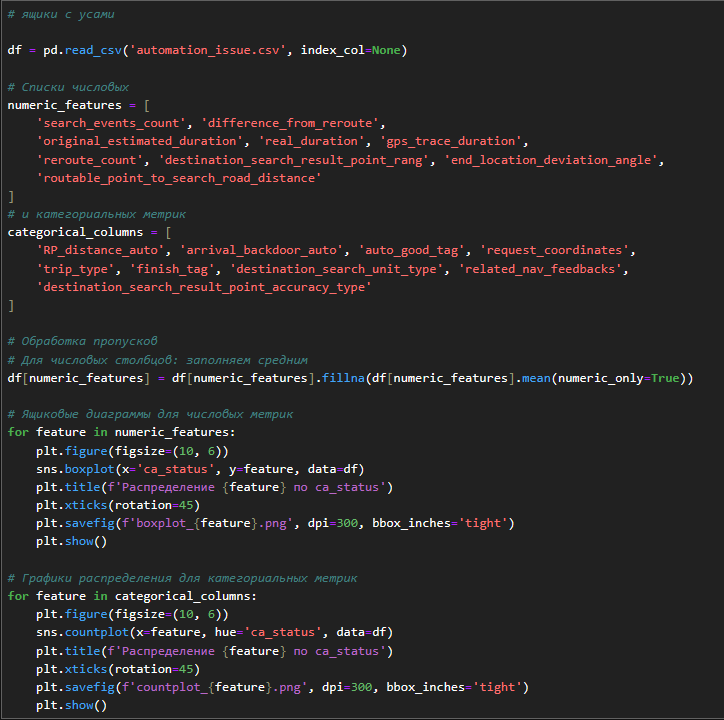 # ящики с усами
df = pd.read_csv('automation_issue.csv', index_col=None)
# Списки числовых
numeric_features = [
    'search_events_count', 'difference_from_reroute',
    'original_estimated_duration', 'real_duration', 'gps_trace_duration',
    'reroute_count', 'destination_search_result_point_rang', 'end_location_deviation_angle',
    'routable_point_to_search_road_distance'
]
# и категориальных метрик
categorical_columns = [
    'RP_distance_auto', 'arrival_backdoor_auto', 'auto_good_tag', 'request_coordinates',
    'trip_type', 'finish_tag', 'destination_search_unit_type', 'related_nav_feedbacks',
    'destination_search_result_point_accuracy_type'
]
# Обработка пропусков
# Для числовых столбцов: заполняем средним
df[numeric_features] = df[numeric_features].fillna(df[numeric_features].mean(numeric_only=True))
# Ящиковые диаграммы для числовых метрик
for feature in numeric_features:
    plt.figure(figsize=(10, 6))
    sns.boxplot(x='ca_status', y=feature, data=df)
    plt.title(f'Распределение {feature} по ca_status')
    plt.xticks(rotation=45)
    plt.savefig(f'boxplot_{feature}.png', dpi=300, bbox_inches='tight')
    plt.show()
# Графики распределения для категориальных метрик
for feature in categorical_columns:
    plt.figure(figsize=(10, 6))
    sns.countplot(x=feature, hue='ca_status', data=df)
    plt.title(f'Распределение {feature} по ca_status')
    plt.xticks(rotation=45)
    plt.savefig(f'countplot_{feature}.png', dpi=300, bbox_inches='tight')
    plt.show()